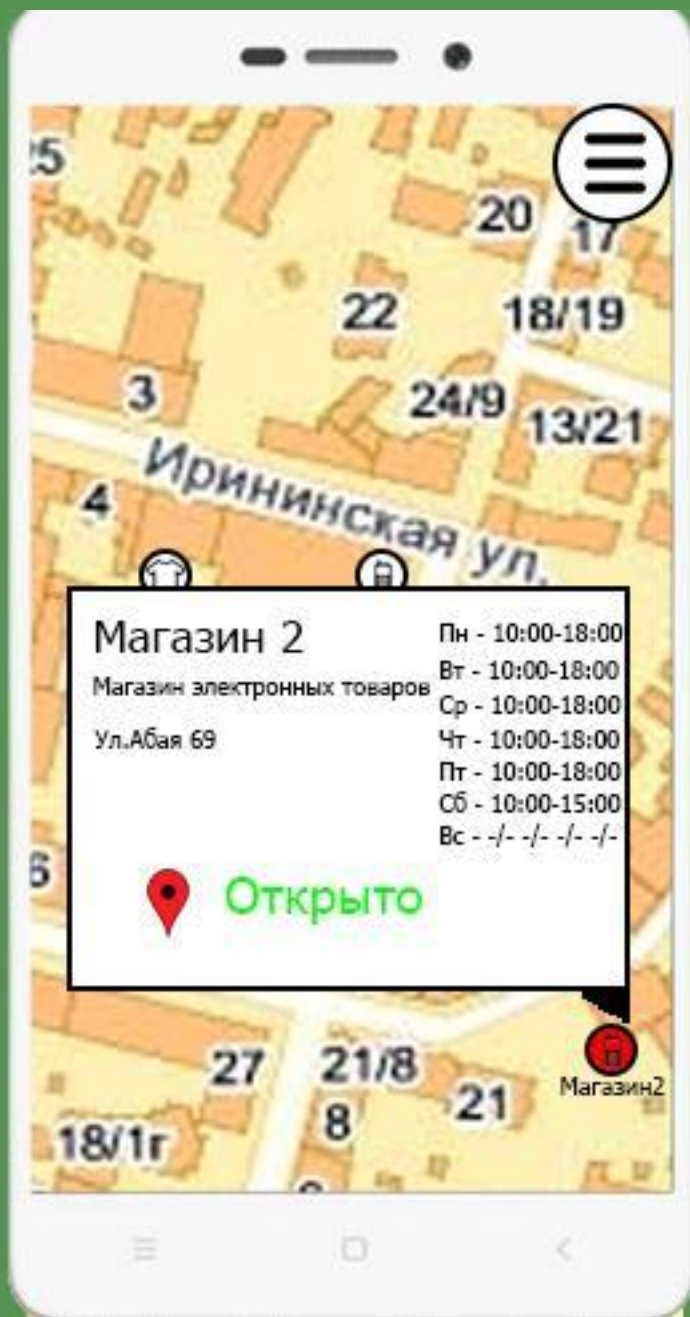 20
17
22
18/19
3
24/9
13/21
Ирининская ул.
4
Магазин 2
Магазин электронных товаров
Ул.Абая 69
Пн - 10:00-18:00
Вт - 10:00-18:00
Ср - 10:00-18:00
Чт - 10:00-18:00
Пт - 10:00-18:00
Сб - 10:00-15:00
Вс - -/- -/- -/- -/-
Открыто
6
27
21/8
8
21
Магазин2
18/1г